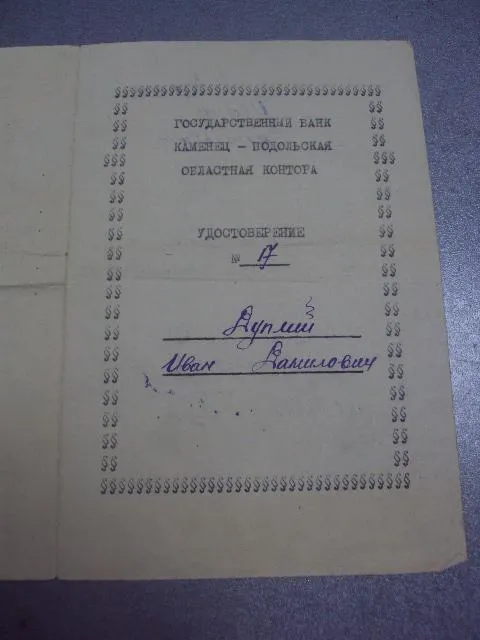 §§§§§§§§§§§§§§§§§§§§§§§§§§§§§§§
ГОСУДАРСТВЕННЫЙ БАНК
КАМЕНЕЦ - ПОДОЛЬСКАЯ
ОБЛАСТНАЯ КОНТОРА
УДОСТОВЕРЕНИЕ
№ 17
Дуплий
Иван Данилович
§§§§§§§§§§§§§§§§§§§§§§§§§§§§§§§§§